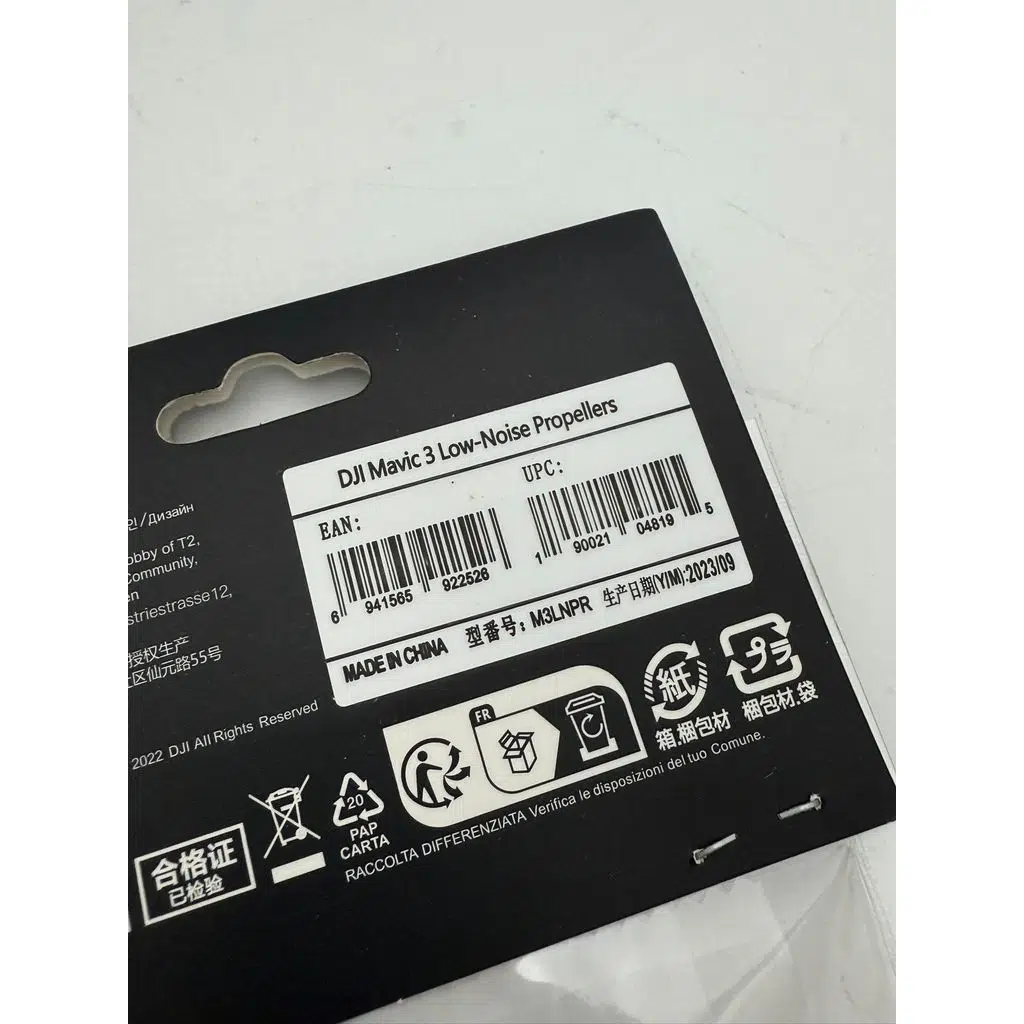 DJI Mavic 3 Low-Noise Propellers
EAN:
6 941565 922526
UPC:
1 90021 04819 5
MADE IN CHINA 型番号: M3LNPR 生产日期(Y/M):2023/09
/Дизайн
of T2,
Community,
12,
授权生产
区仙元路55号
2022 DJI All Rights Reserved
合格证
已检验
20
PAP
CARTA
FR
紙
箱.梱包材
プラ
梱包材.袋
RACCOLTA DIFFERENZIATA Verifica le disposizioni del tuo Comune.